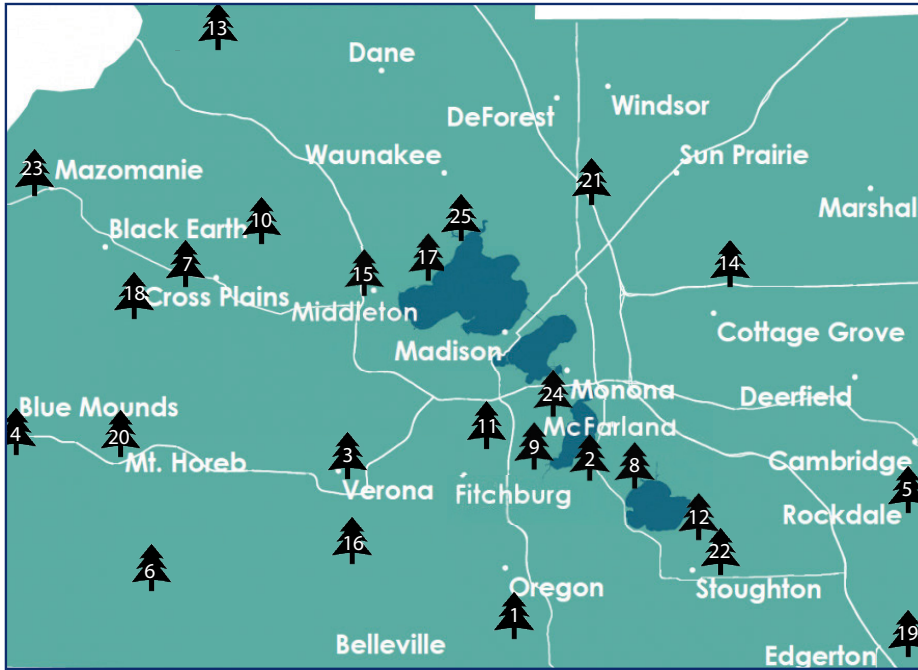 13
Dane
DeForest
Windsor
Waunakee
Sun Prairie
23
Mazomanie
21
Marshal
10
25
Black Earth
7
17
15
14
18
Cross Plains
Middleton
Cottage Grove
Madison
Monona
24
Deerfield
Blue Mounds
4
20
11
McFarland
9
3
2
8
Mt. Horeb
Verona
Fitchburg
Cambridge
5
Rockdale
12
16
22
6
Oregon
Stoughton
1
Belleville
19
Edgerton